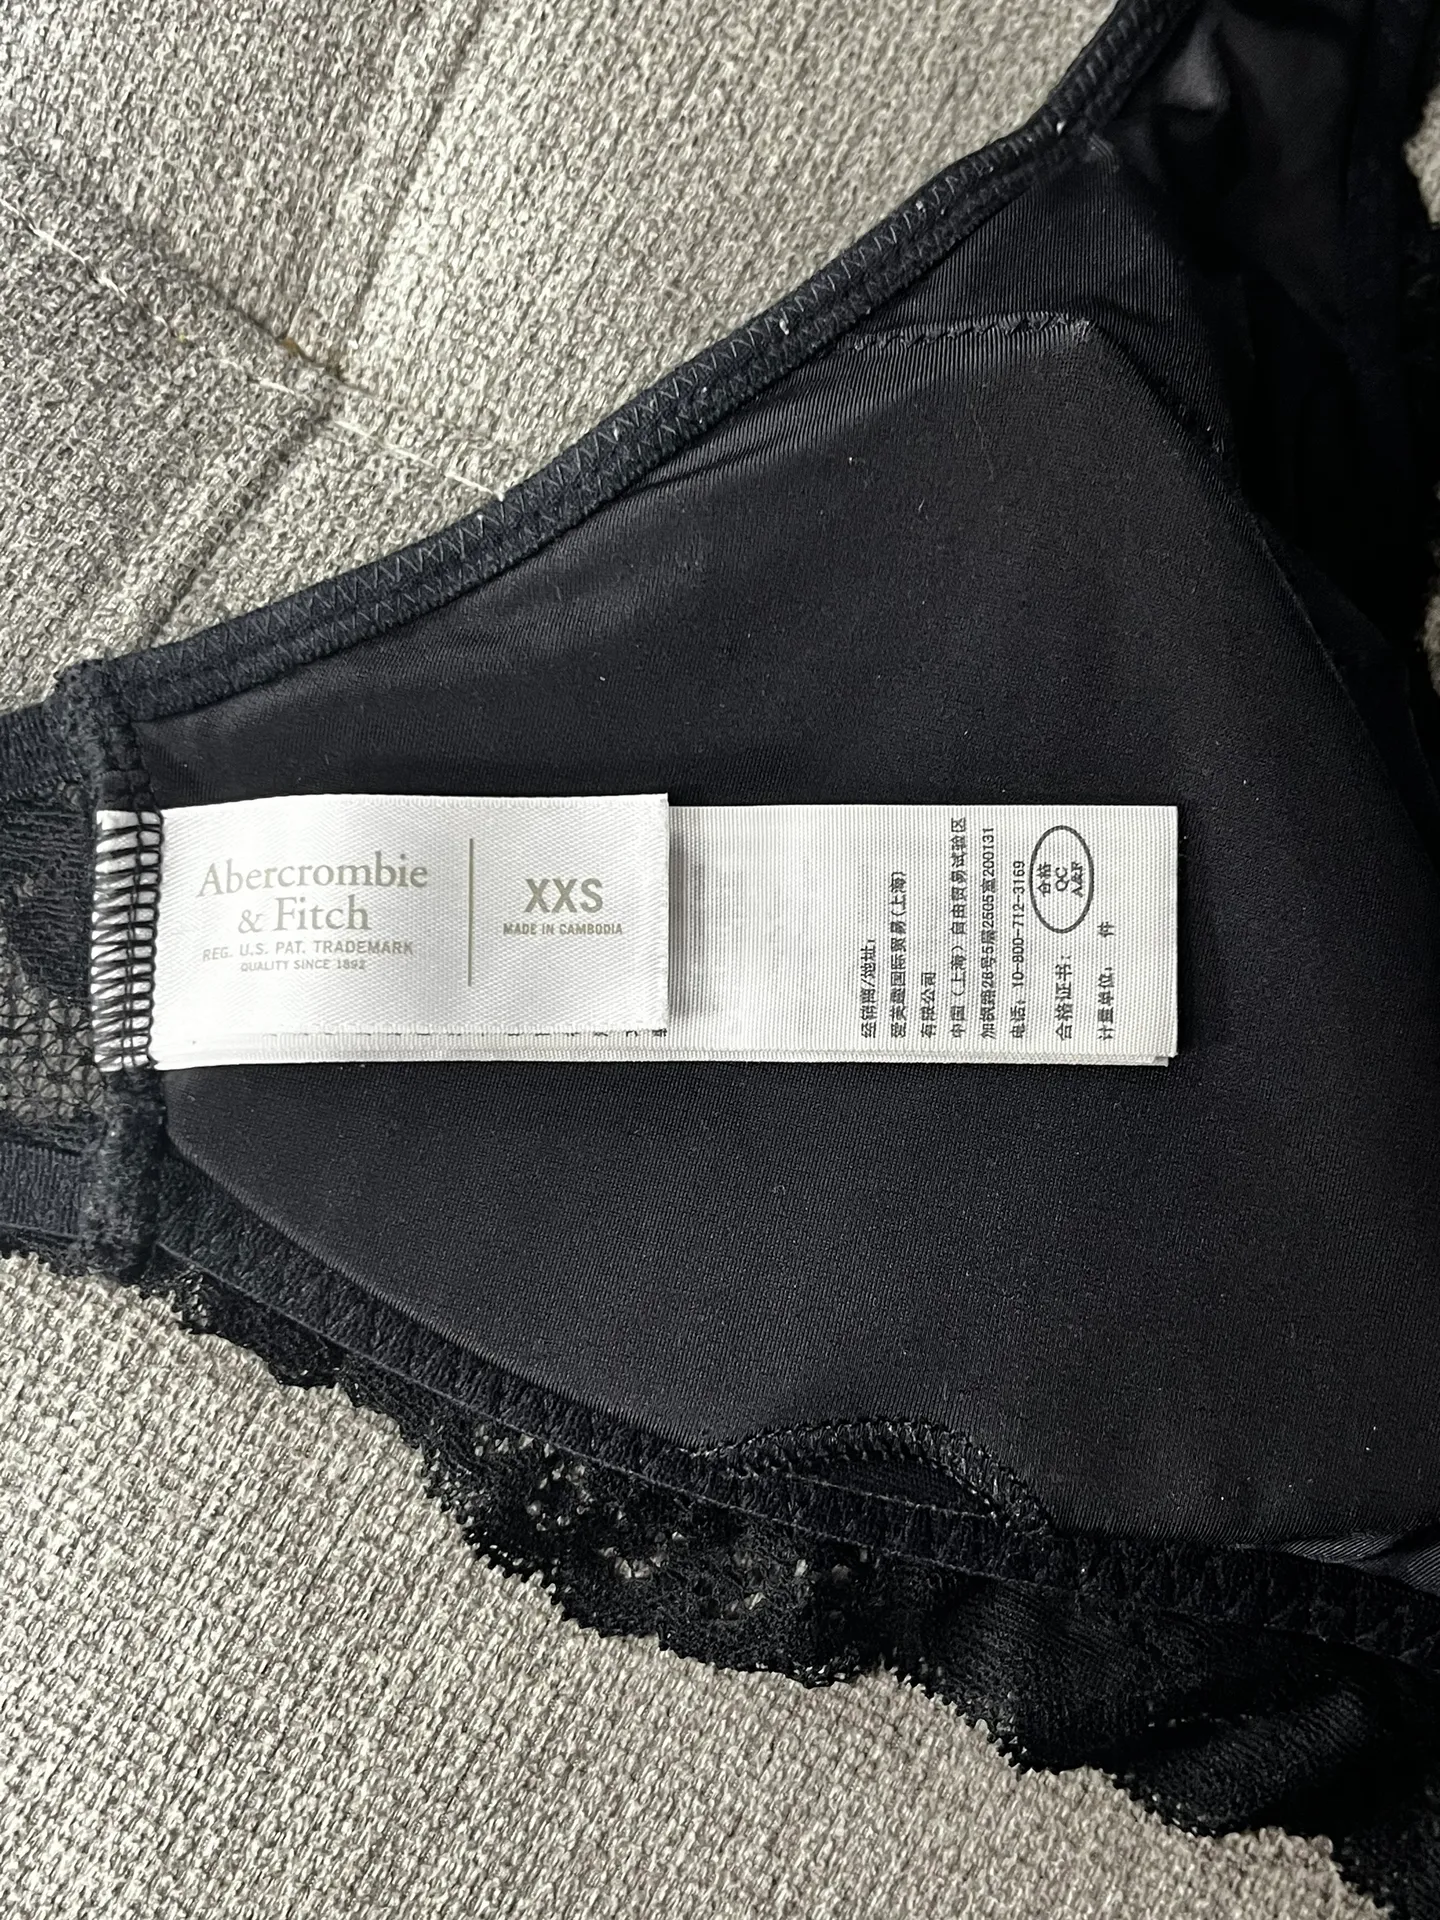 Abercrombie
& Fitch
REG. U.S. PAT. TRADEMARK
QUALITY SINCE 1892
XXS
MADE IN CAMBODIA
经销商/地址:
爱芙趣国际贸易(上海)
有限公司
中国(上海)自由贸易试验区
加枫路28号5层2505室200131
电话: 10-800-712-3169
合格证书:
合格
QC
A&F
计量单位: 件